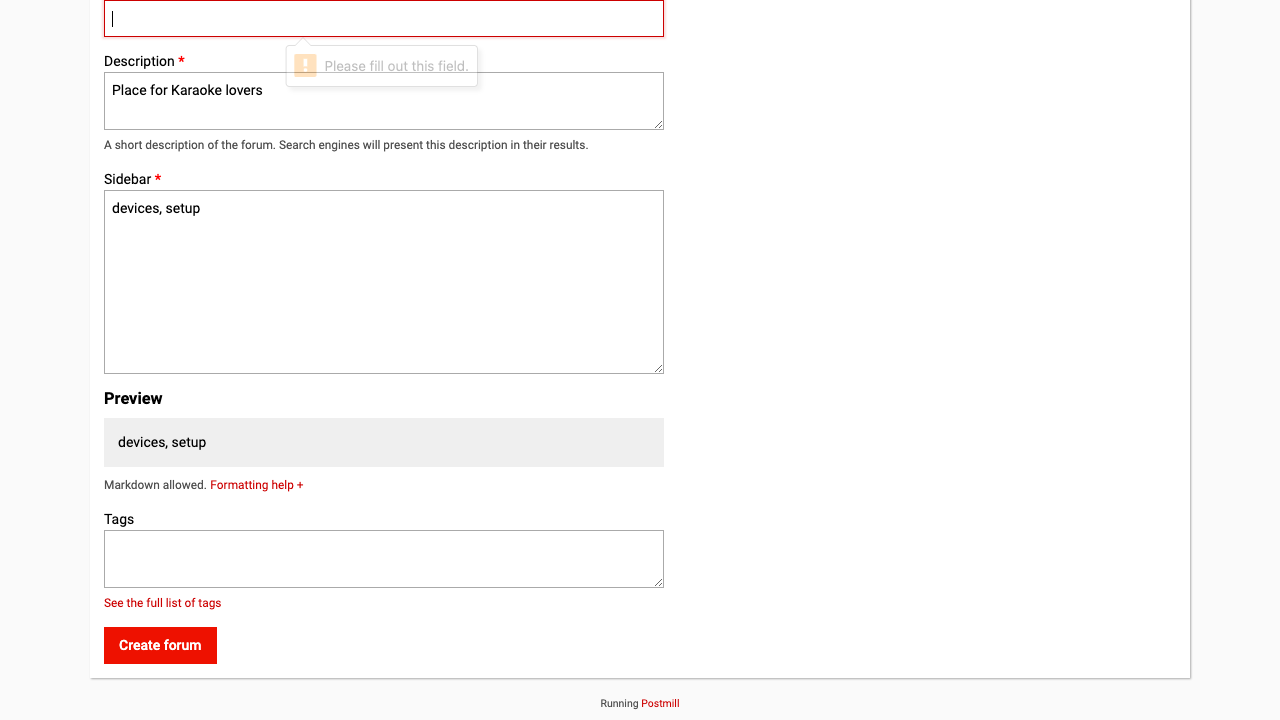 Description *
Please fill out this field.
Place for Karaoke lovers
A short description of the forum. Search engines will present this description in their results.
Sidebar *
devices, setup
Preview
devices, setup
Markdown allowed. Formatting help +
Tags
See the full list of tags
Create forum
Running Postmill